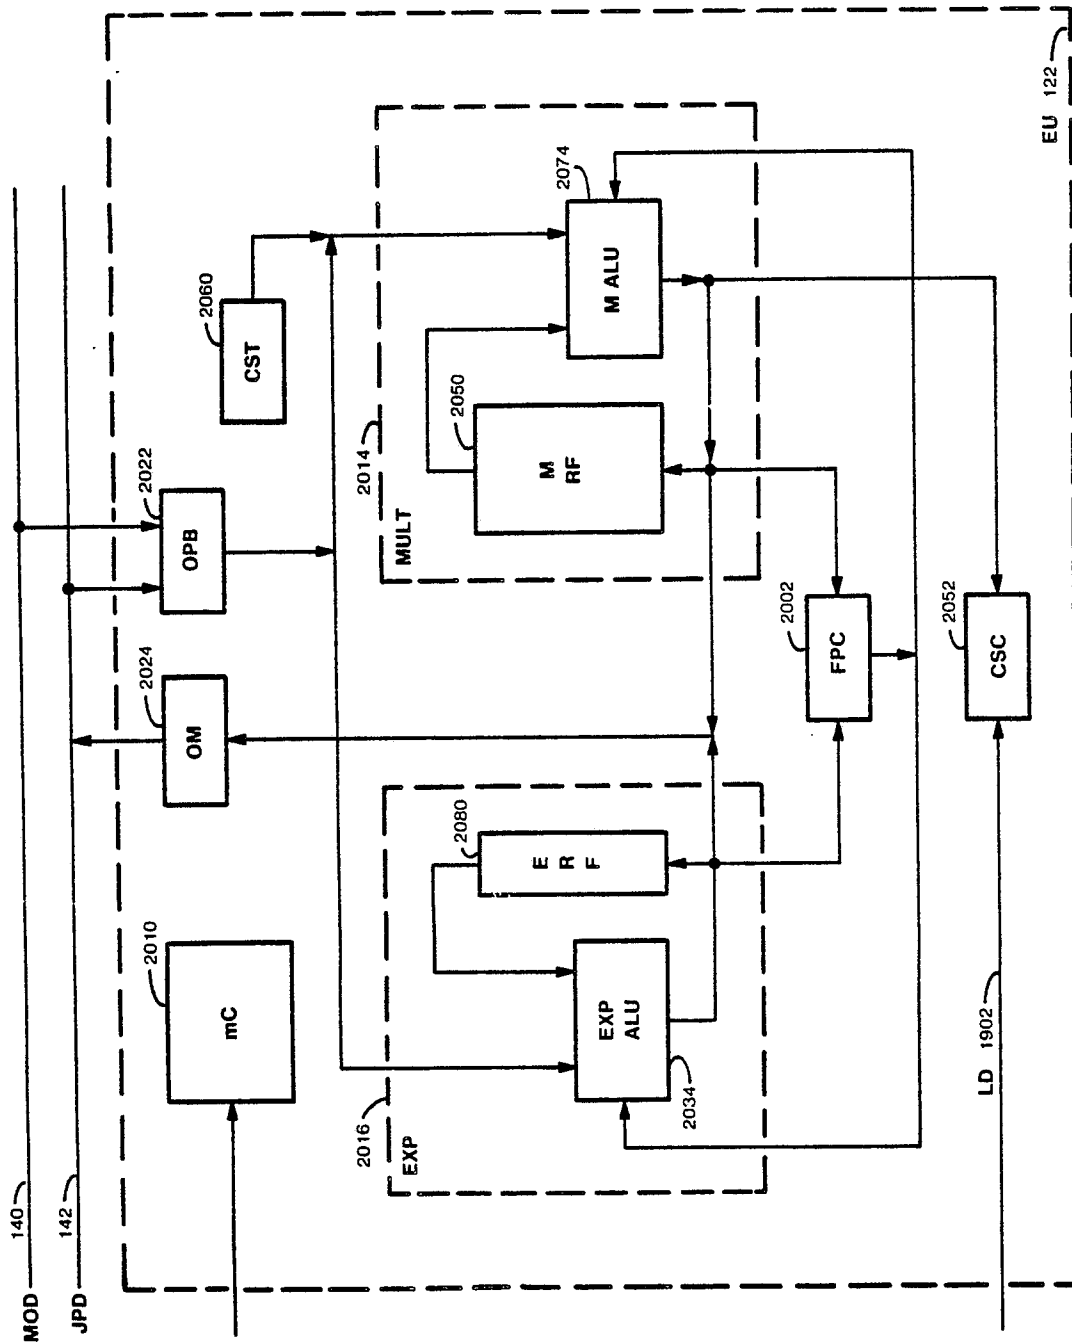 MOD
140
JPD
142
2010
mC
2024
OM
2022
OPB
2060
CST
2016
EXP
2080
E
R
F
EXP
ALU
2034
2014
MULT
2050
M
RF
2074
M ALU
2002
FPC
2052
CSC
LD 1902
EU 122